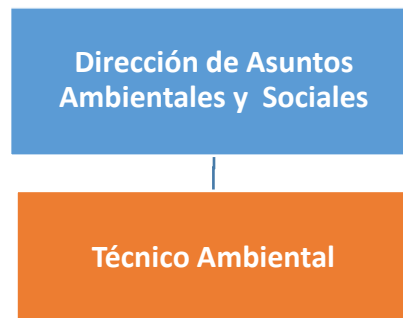 Dirección de Asuntos
Ambientales y Sociales
Técnico Ambiental